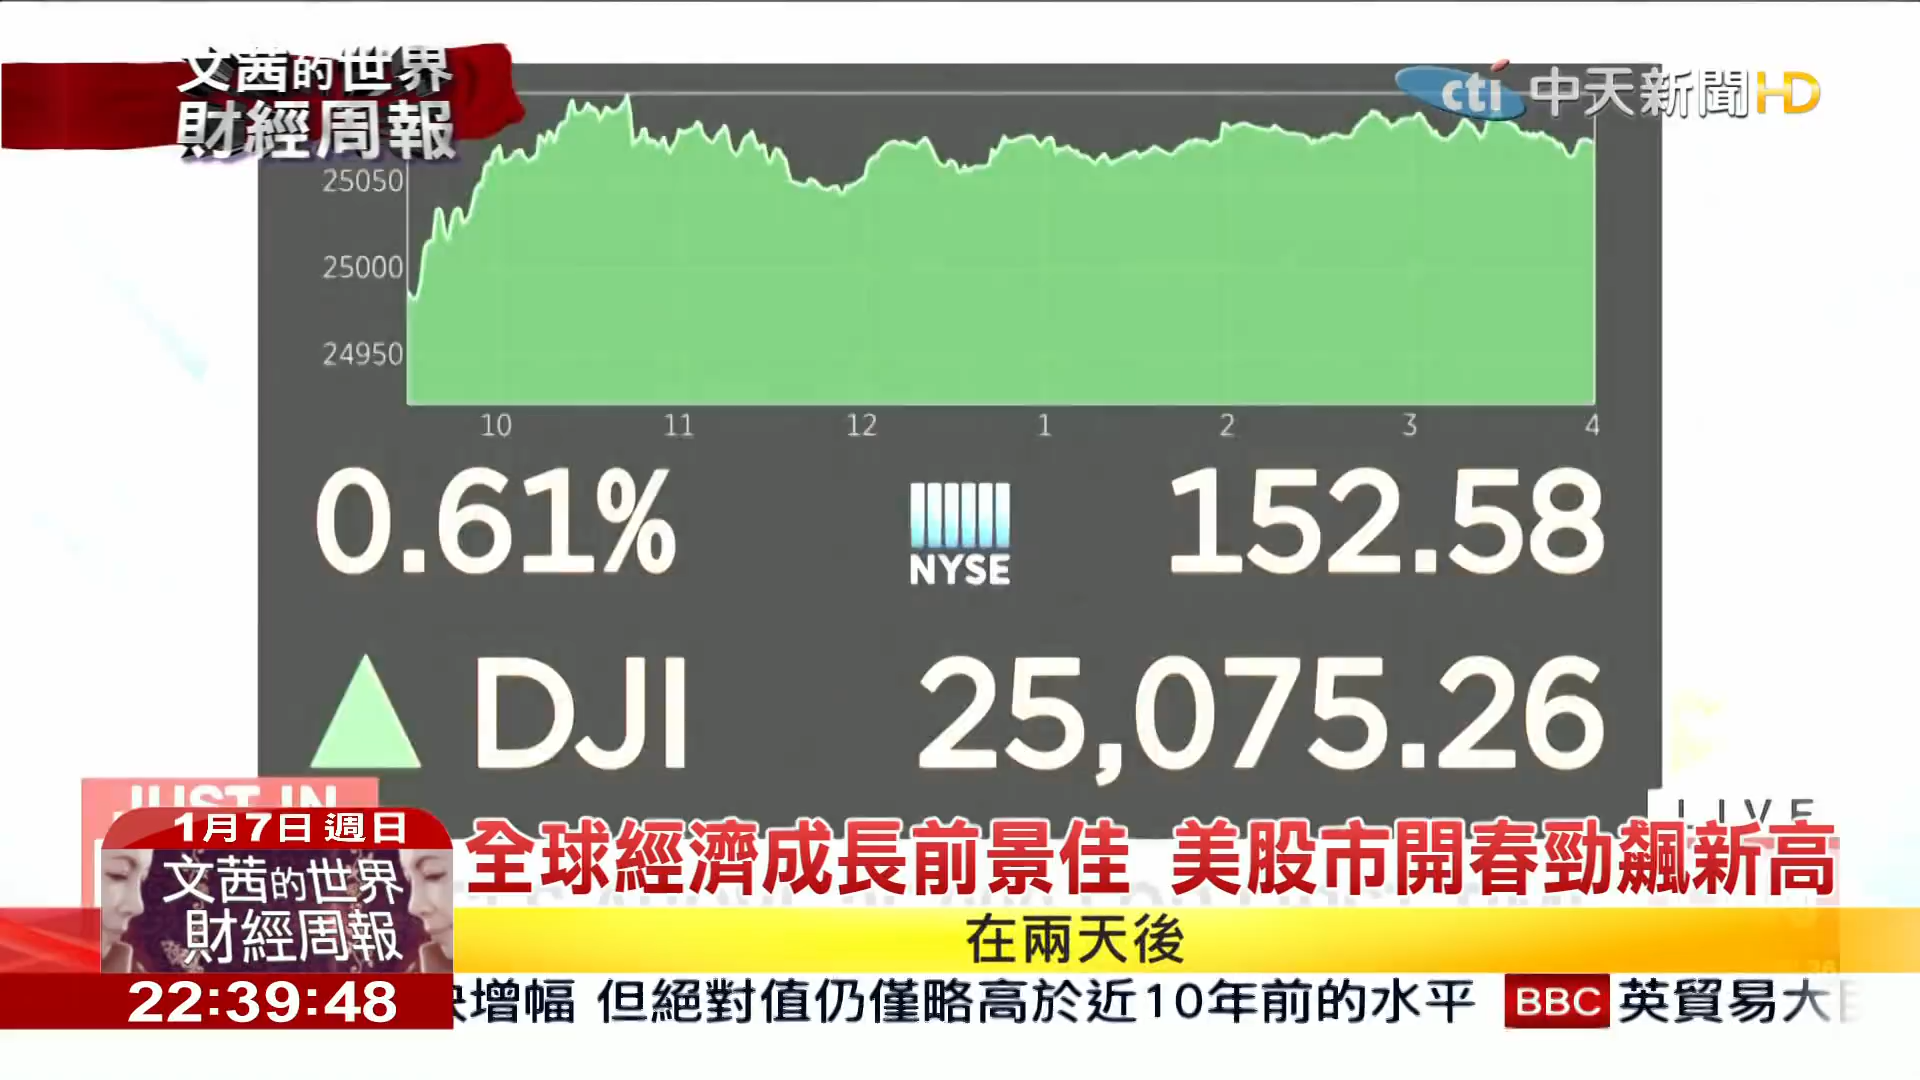 文茜的世界
財經周報
cti 中天新聞HD
25050
25000
24950
10 11 12 1 2 3 4
0.61% NYSE 152.58
DJI 25,075.26
JUST IN
LIVE
1月7日 週日
全球經濟成長前景佳 美股市開春勁飆新高
文茜的世界
財經周報
在兩天後
22:39:48
增幅 但絕對值仍僅略高於近10年前的水平 BBC 英貿易大